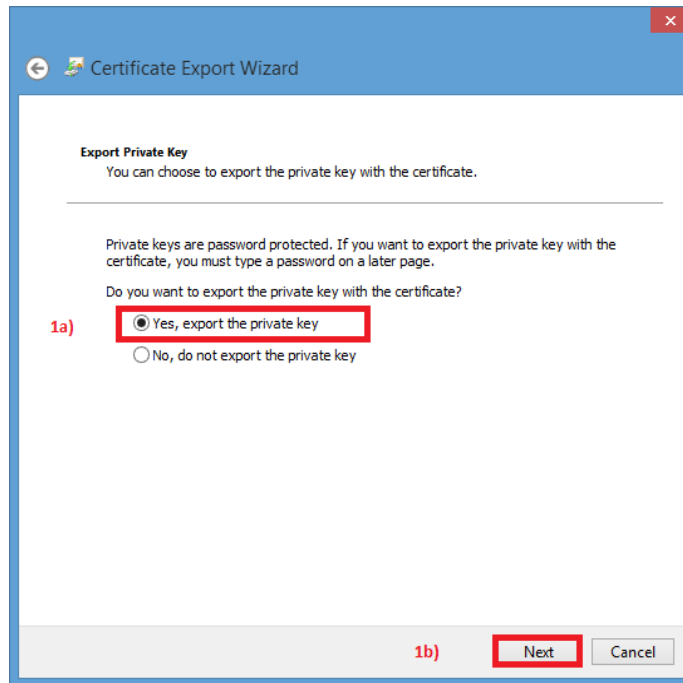 Certificate Export Wizard
Export Private Key
You can choose to export the private key with the certificate.
Private keys are password protected. If you want to export the private key with the
certificate, you must type a password on a later page.
Do you want to export the private key with the certificate?
1a) Yes, export the private key
No, do not export the private key
1b) Next Cancel